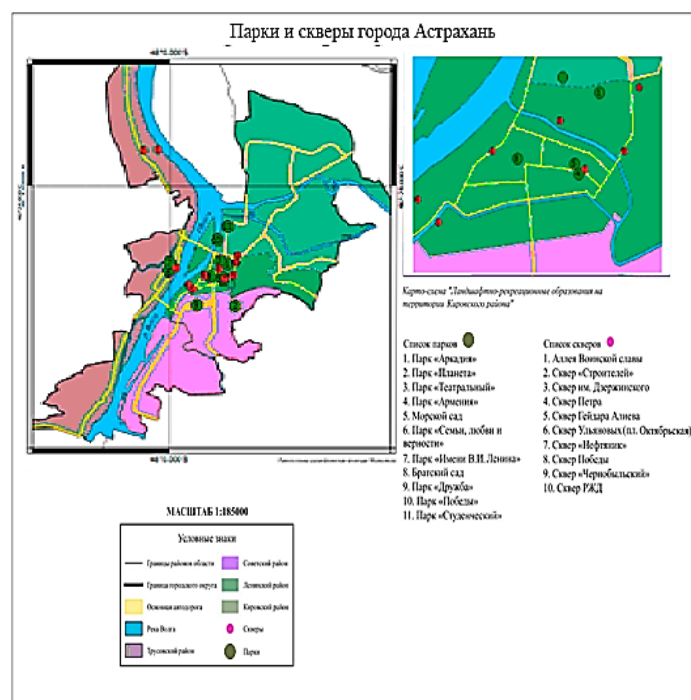 Парки и скверы города Астрахань
Карто-схема "Ландшафтно-рекреационные образования на
территории Кировского района"
Список парков
1. Парк «Аркадия»
2. Парк «Планета»
3. Парк «Театральный»
4. Парк «Армения»
5. Морской сад
6. Парк «Семьи, любви и
верности»
7. Парк «Имени В.И.Ленина»
8. Братский сад
9. Парк «Дружба»
10. Парк «Победы»
11. Парк «Студенческий»
Список скверов
1. Аллея Воинской славы
2. Сквер «Строителей»
3. Сквер им. Дзержинского
4. Сквер Петра
5. Сквер Гейдара Алиева
6. Сквер Ульяновых (пл. Октябрьская)
7. Сквер «Нефтяник»
8. Сквер Победы
9. Сквер «Чернобыльский»
10. Сквер РЖД
МАСШТАБ 1:185000
Условные знаки
Границы районов области
Граница городского округа
Основная автодорога
Река Волга
Трусовский район
Советский район
Ленинский район
Кировский район
Скверы
Парки